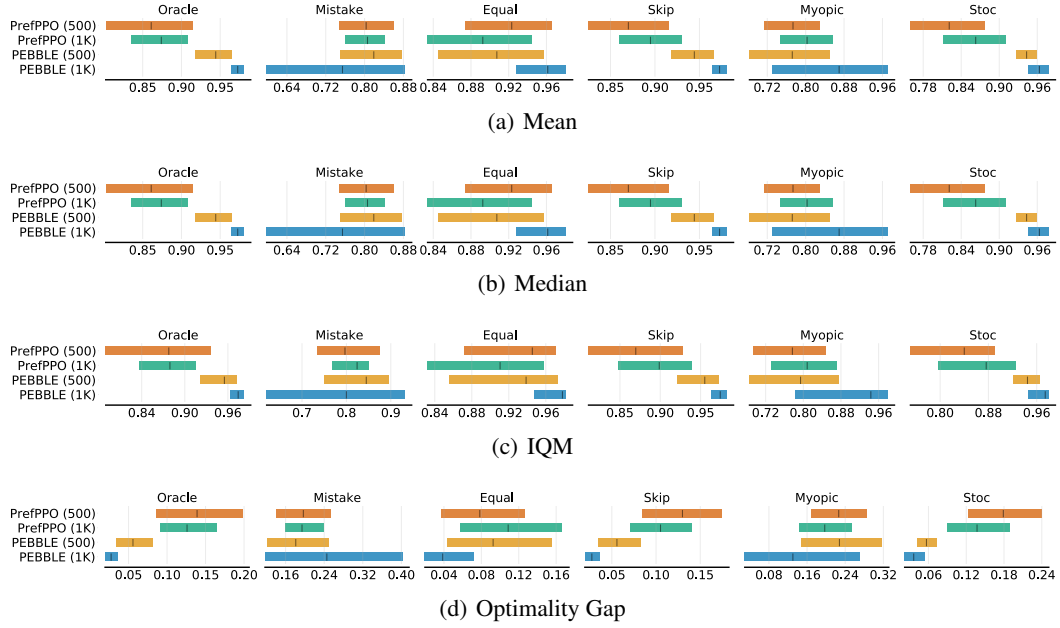 Oracle Mistake Equal Skip Myopic Stoc
PrefPPO (500)
PrefPPO (1K)
PEBBLE (500)
PEBBLE (1K)
0.85 0.90 0.95 0.64 0.72 0.80 0.88 0.84 0.88 0.92 0.96 0.85 0.90 0.95 0.72 0.80 0.88 0.96 0.78 0.84 0.90 0.96
(a) Mean
Oracle Mistake Equal Skip Myopic Stoc
PrefPPO (500)
PrefPPO (1K)
PEBBLE (500)
PEBBLE (1K)
0.85 0.90 0.95 0.64 0.72 0.80 0.88 0.84 0.88 0.92 0.96 0.85 0.90 0.95 0.72 0.80 0.88 0.96 0.78 0.84 0.90 0.96
(b) Median
Oracle Mistake Equal Skip Myopic Stoc
PrefPPO (500)
PrefPPO (1K)
PEBBLE (500)
PEBBLE (1K)
0.84 0.90 0.96 0.7 0.8 0.9 0.84 0.88 0.92 0.96 0.85 0.90 0.95 0.72 0.80 0.88 0.96 0.80 0.88 0.96
(c) IQM
Oracle Mistake Equal Skip Myopic Stoc
PrefPPO (500)
PrefPPO (1K)
PEBBLE (500)
PEBBLE (1K)
0.05 0.10 0.15 0.20 0.16 0.24 0.32 0.40 0.04 0.08 0.12 0.16 0.05 0.10 0.15 0.08 0.16 0.24 0.32 0.06 0.12 0.18 0.24
(d) Optimality Gap